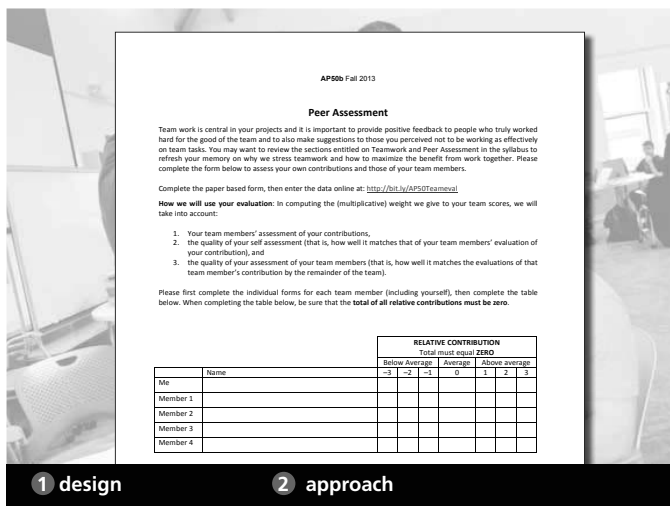 AP50b Fall 2013
Peer Assessment
Team work is central in your projects and it is important to provide positive feedback to people who truly worked
hard for the good of the team and to also make suggestions to those you perceived not to be working as effectively
on team tasks. You may want to review the sections entitled on Teamwork and Peer Assessment in the syllabus to
refresh your memory on why we stress teamwork and how to maximize the benefit from work together. Please
complete the form below to assess your own contributions and those of your team members.
Complete the paper based form, then enter the data online at: http://bit.ly/AP50Teameval
How we will use your evaluation: In computing the (multiplicative) weight we give to your team scores, we will
take into account:
1. Your team members' assessment of your contributions,
2. the quality of your self assessment (that is, how well it matches that of your team members' evaluation of
your contribution), and
3. the quality of your assessment of your team members (that is, how well it matches the evaluations of that
team member's contribution by the remainder of the team).
Please first complete the individual forms for each team member (including yourself), then complete the table
below. When completing the table below, be sure that the total of all relative contributions must be zero.
RELATIVE CONTRIBUTION
Total must equal ZERO
Below Average Average Above average
Name –3 –2 –1 0 1 2 3
Me
Member 1
Member 2
Member 3
Member 4
1 design 2 approach